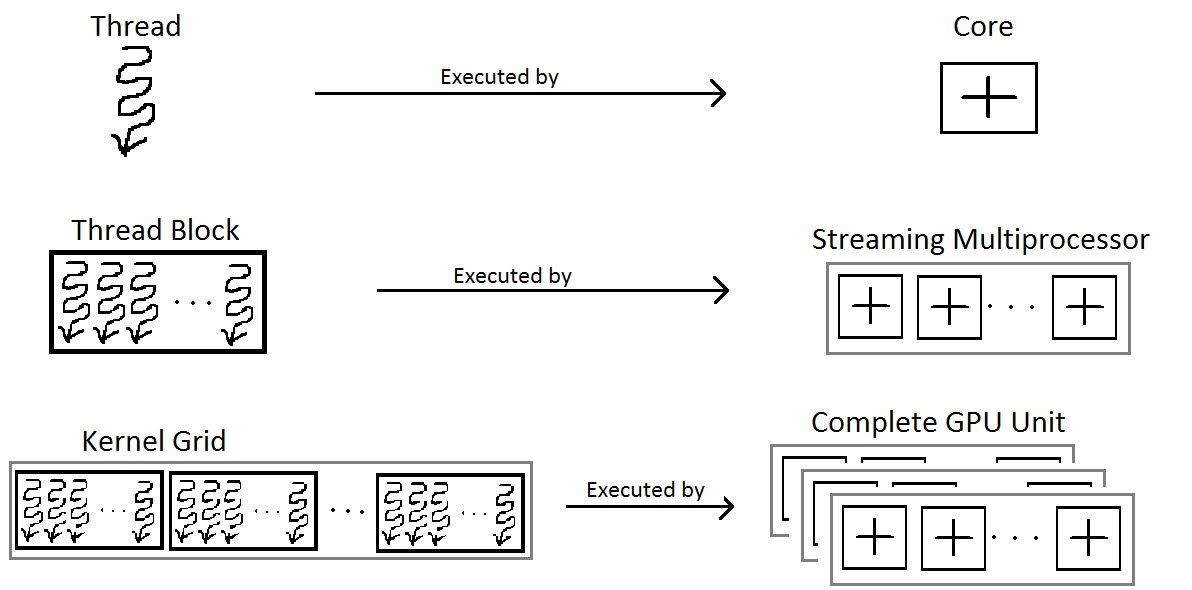 Thread
Executed by
Core
Thread Block
Executed by
Streaming Multiprocessor
Kernel Grid
Executed by
Complete GPU Unit